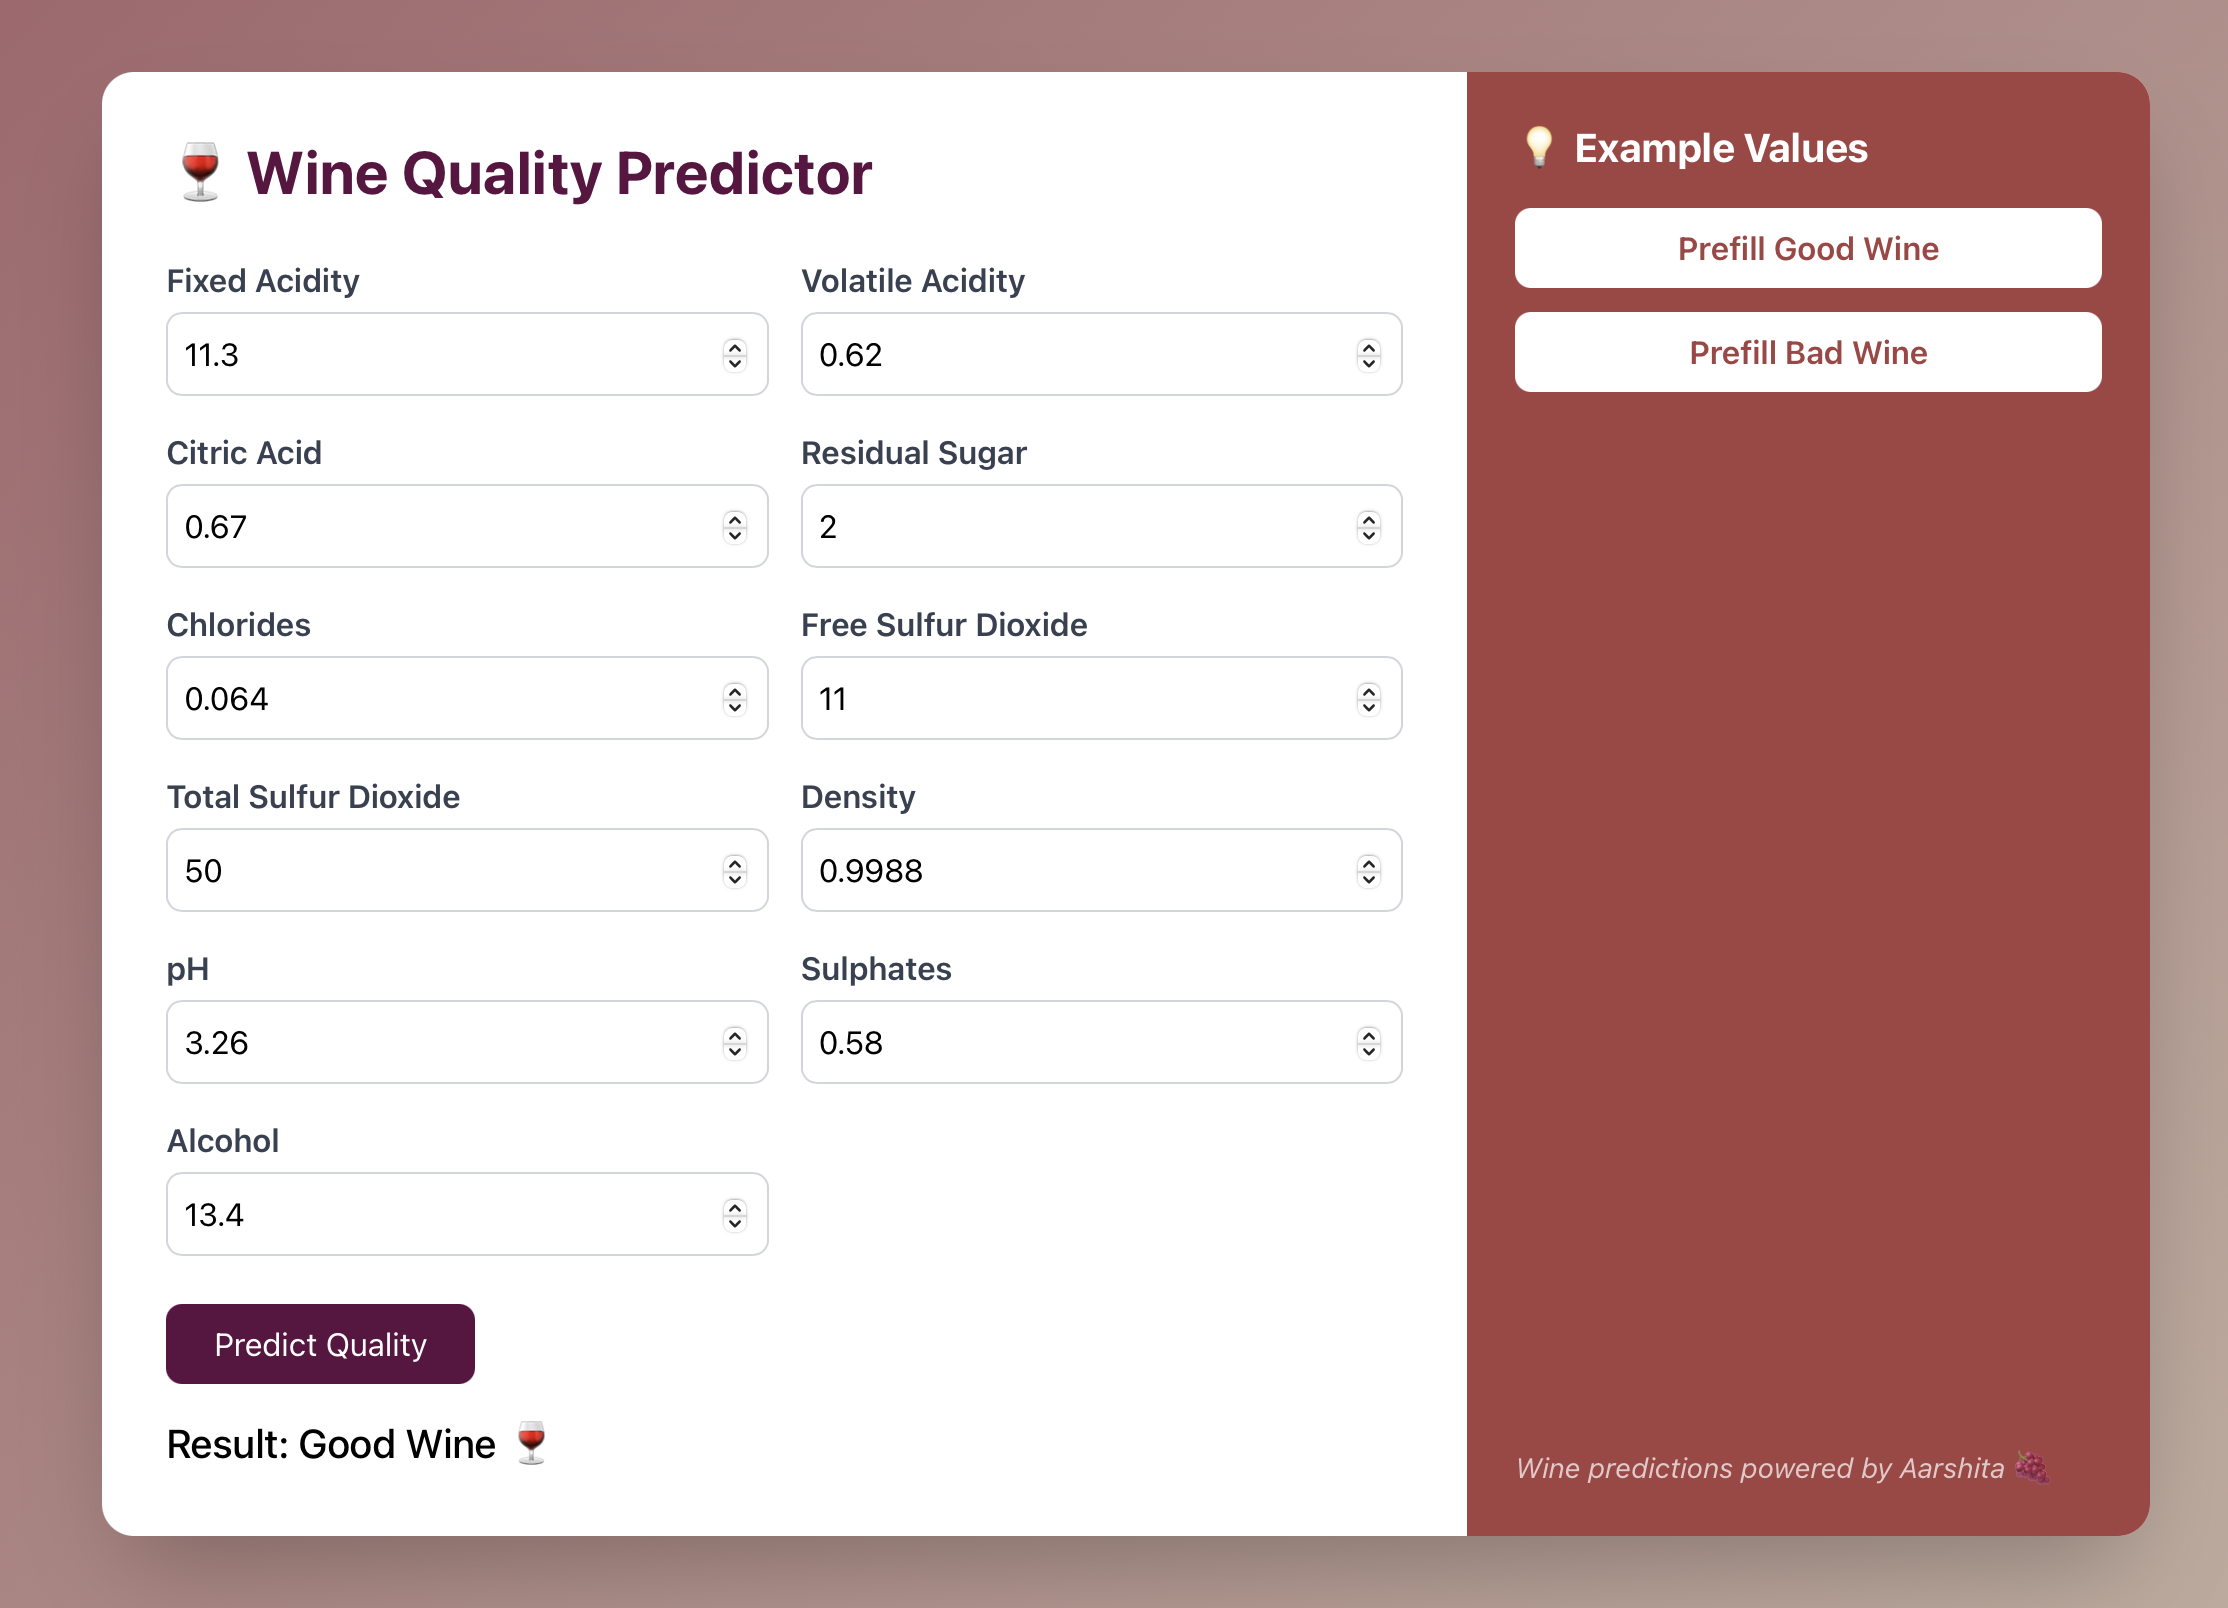 🍷 Wine Quality Predictor
Fixed Acidity
11.3
Volatile Acidity
0.62
Citric Acid
0.67
Residual Sugar
2
Chlorides
0.064
Free Sulfur Dioxide
11
Total Sulfur Dioxide
50
Density
0.9988
pH
3.26
Sulphates
0.58
Alcohol
13.4
Predict Quality
Result: Good Wine 🍷
💡 Example Values
Prefill Good Wine
Prefill Bad Wine
Wine predictions powered by Aarshita 🍇